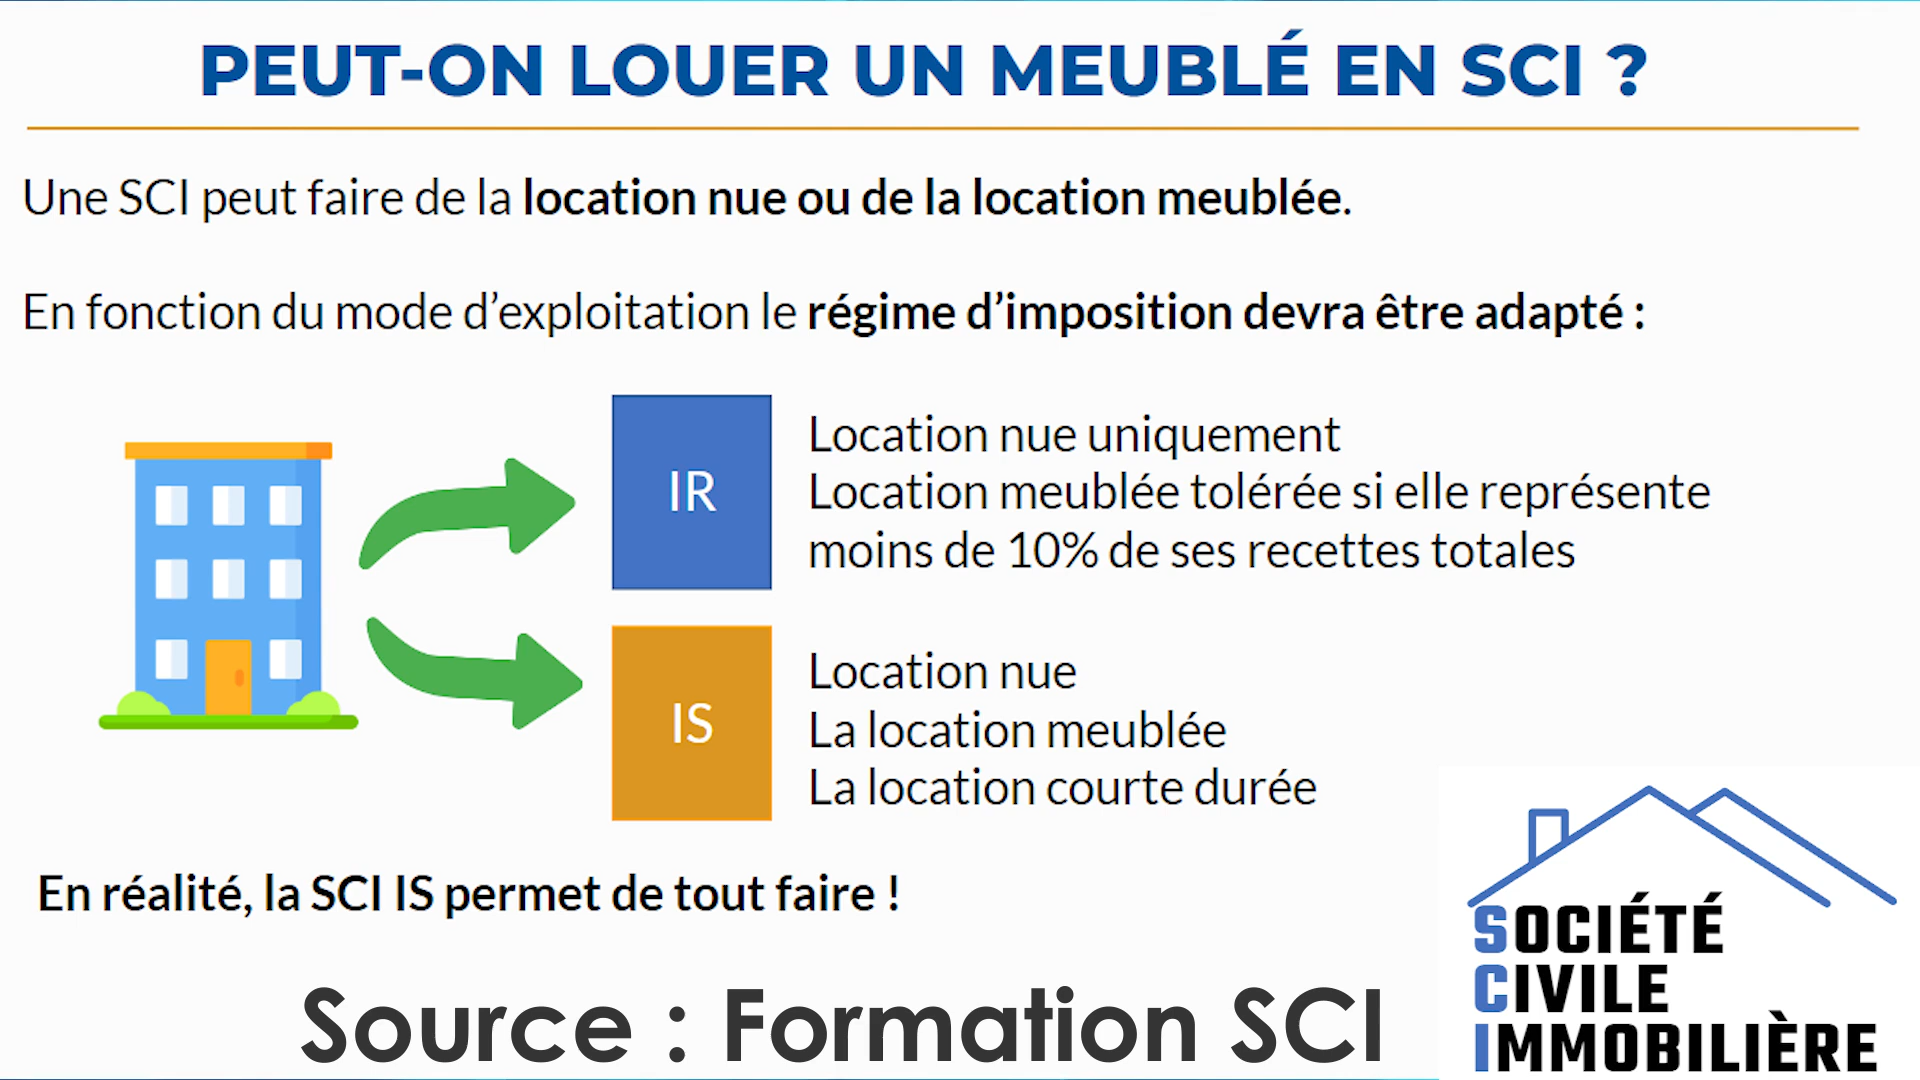 PEUT-ON LOUER UN MEUBLÉ EN SCI ?
Une SCI peut faire de la location nue ou de la location meublée.
En fonction du mode d’exploitation le régime d’imposition devra être adapté :
IR
Location nue uniquement
Location meublée tolérée si elle représente
moins de 10% de ses recettes totales
IS
Location nue
La location meublée
La location courte durée
En réalité, la SCI IS permet de tout faire !
Source : Formation SCI
SOCIÉTÉ
CIVILE
IMMOBILIÈRE